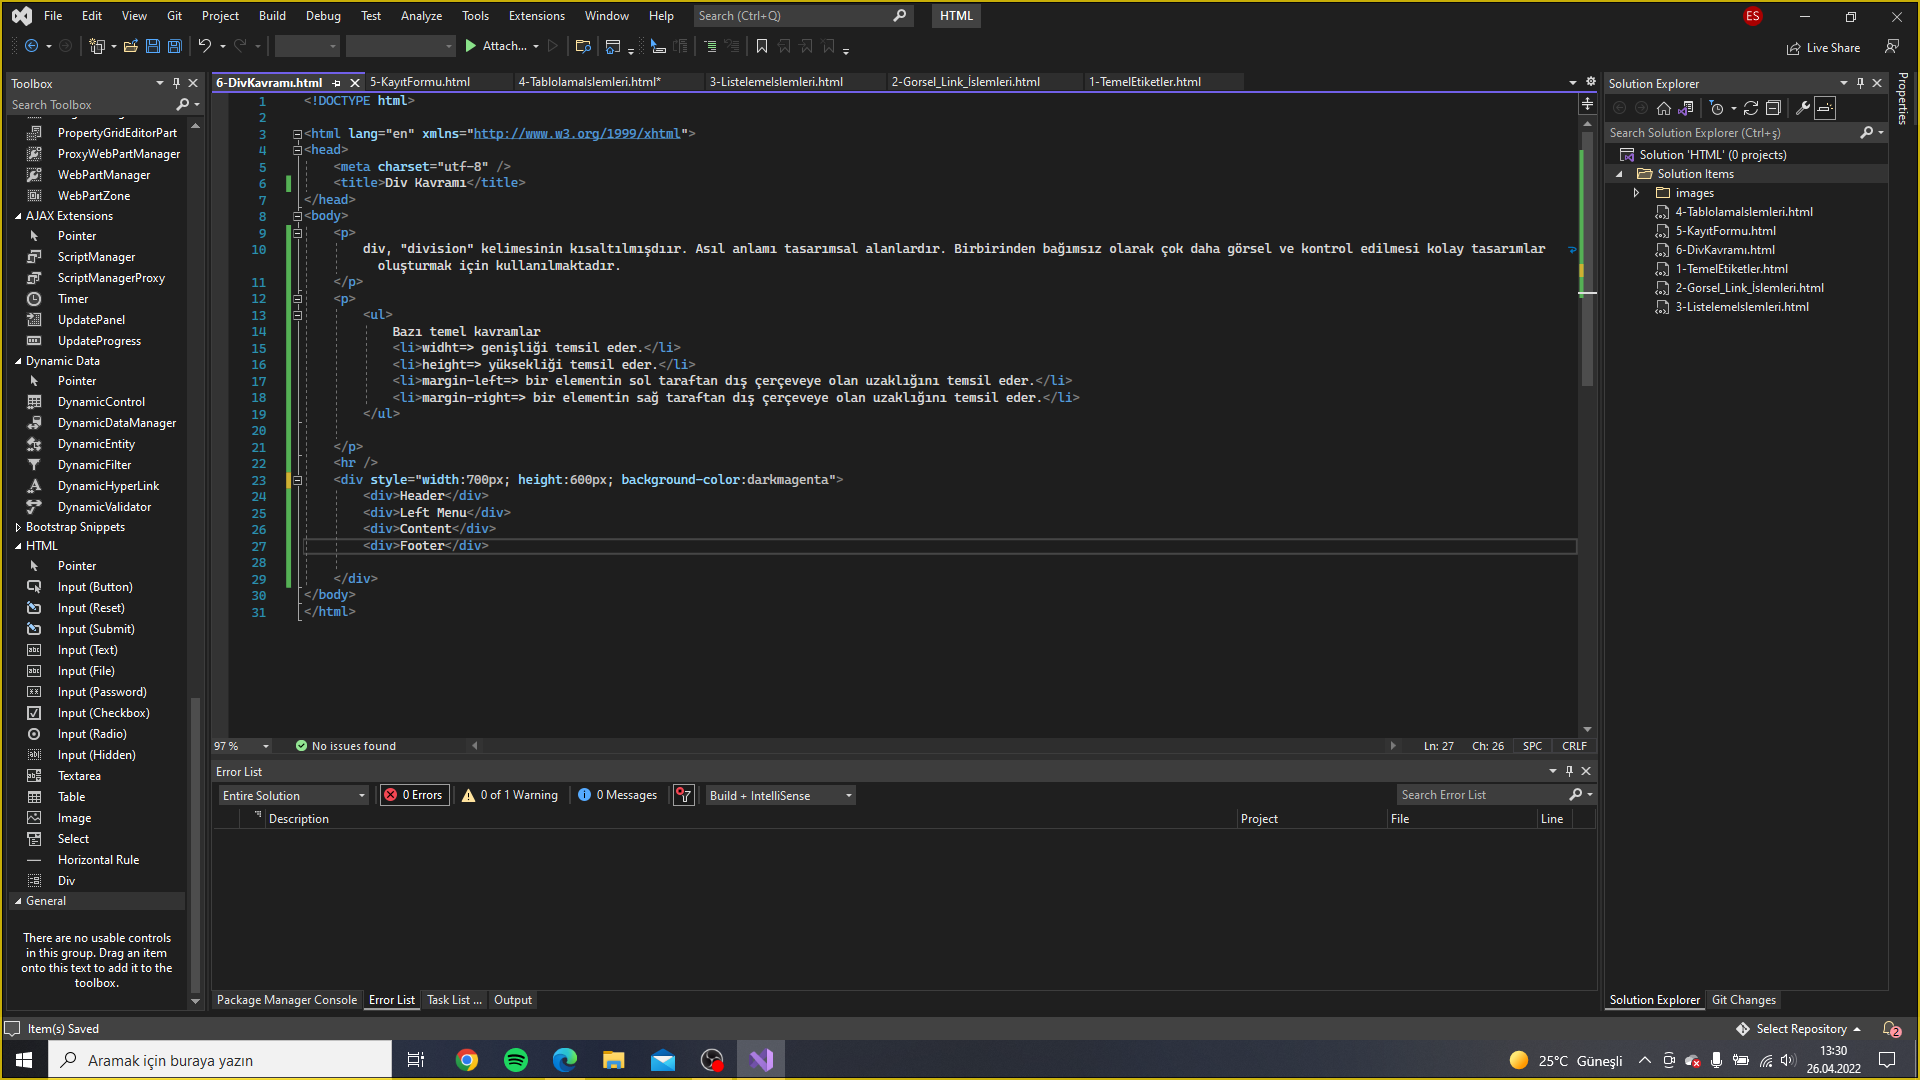 File Edit View Git Project Build Debug Test Analyze Tools Extensions Window Help Search (Ctrl+Q) HTML ES
Attach... Live Share
Toolbox
Search Toolbox
PropertyGridEditorPart
ProxyWebPartManager
WebPartManager
WebPartZone
AJAX Extensions
Pointer
ScriptManager
ScriptManagerProxy
Timer
UpdatePanel
UpdateProgress
Dynamic Data
Pointer
DynamicControl
DynamicDataManager
DynamicEntity
DynamicFilter
DynamicHyperLink
DynamicValidator
Bootstrap Snippets
HTML
Pointer
Input (Button)
Input (Reset)
Input (Submit)
Input (Text)
Input (File)
Input (Password)
Input (Checkbox)
Input (Radio)
Input (Hidden)
Textarea
Table
Image
Select
Horizontal Rule
Div
General
There are no usable controls
in this group. Drag an item
onto this text to add it to the
toolbox.
6-DivKavramı.html 5-KayıtFormu.html 4-TabloIamaIslemleri.html* 3-ListelemeIslemleri.html 2-Gorsel_Link_İslemleri.html 1-TemelEtiketler.html
1 <!DOCTYPE html>
2
3 <html lang="en" xmlns="http://www.w3.org/1999/xhtml">
4 <head>
5 <meta charset="utf-8" />
6 <title>Div Kavramı</title>
7 </head>
8 <body>
9 <p>
10 div, "division" kelimesinin kısaltılmışdıır. Asıl anlamı tasarımsal alanlardır. Birbirinden bağımsız olarak çok daha görsel ve kontrol edilmesi kolay tasarımlar
oluşturmak için kullanılmaktadır.
11 </p>
12 <p>
13 <ul>
14 Bazı temel kavramlar
15 <li>widht=> genişliği temsil eder.</li>
16 <li>height=> yüksekliği temsil eder.</li>
17 <li>margin-left=> bir elementin sol taraftan dış çerçeveye olan uzaklığını temsil eder.</li>
18 <li>margin-right=> bir elementin sağ taraftan dış çerçeveye olan uzaklığını temsil eder.</li>
19 </ul>
20
21 </p>
22 <hr />
23 <div style="width:700px; height:600px; background-color:darkmagenta">
24 <div>Header</div>
25 <div>Left Menu</div>
26 <div>Content</div>
27 <div>Footer</div>
28
29 </div>
30 </body>
31 </html>
97 % No issues found Ln: 27 Ch: 26 SPC CRLF
Error List
Entire Solution 0 Errors 0 of 1 Warning 0 Messages Build + IntelliSense Search Error List
Description Project File Line
Package Manager Console Error List Task List ... Output
Solution Explorer
Search Solution Explorer (Ctrl+ş)
Solution 'HTML' (0 projects)
Solution Items
images
4-TablolamaIslemleri.html
5-KayıtFormu.html
6-DivKavramı.html
1-TemelEtiketler.html
2-Gorsel_Link_İslemleri.html
3-ListelemeIslemleri.html
Solution Explorer Git Changes
Properties
Item(s) Saved Select Repository 2
Aramak için buraya yazın 25°C Güneşli 13:30
26.04.2022